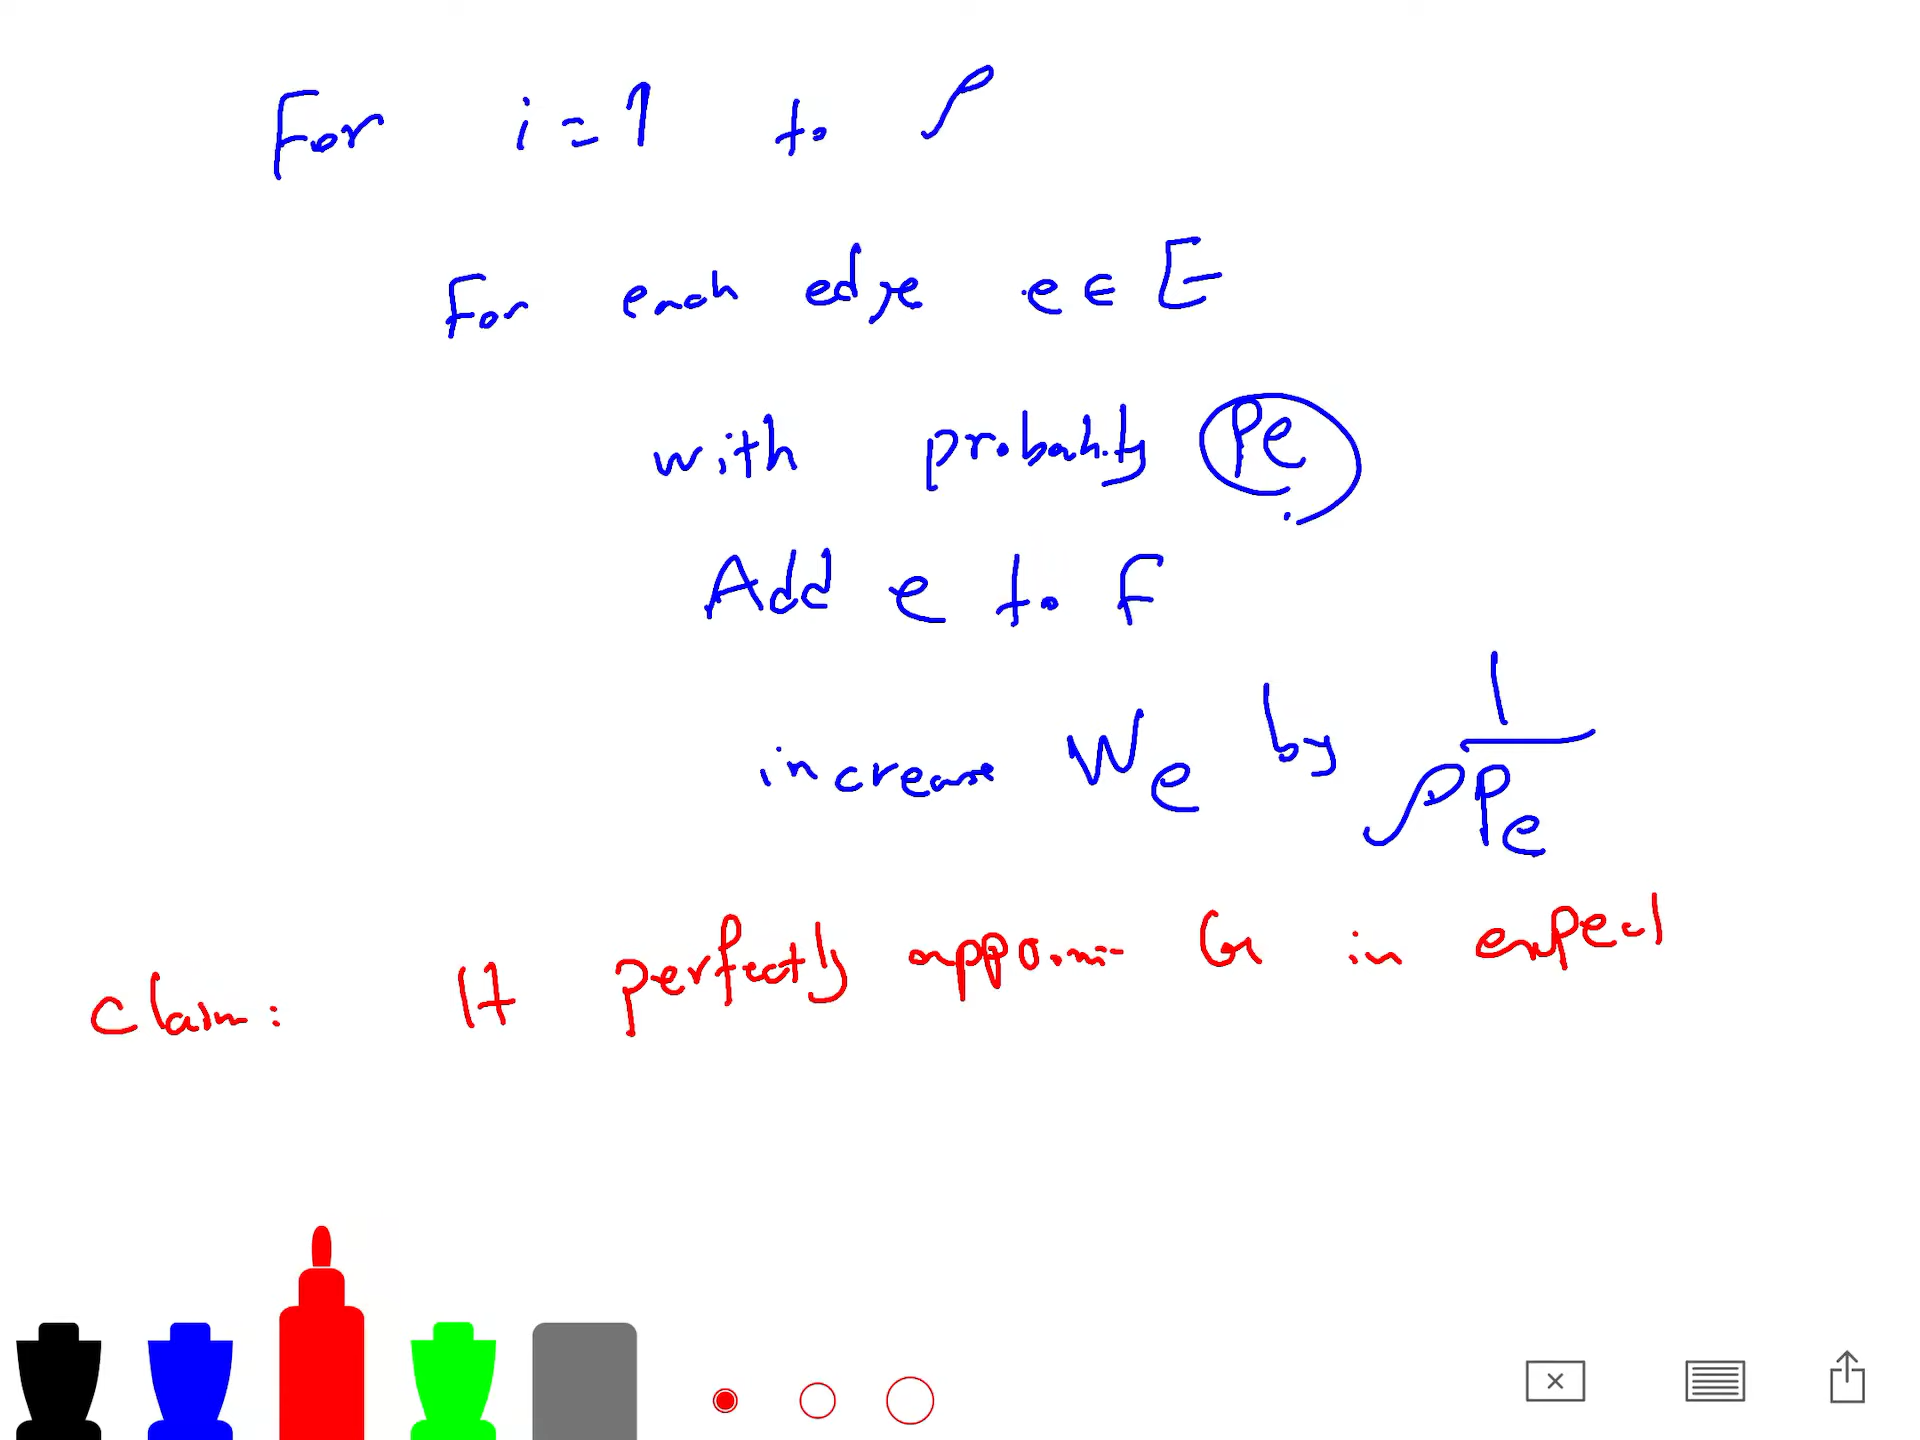 For i = 1 to ρ
For each edge e ∈ E
with probability Pe
Add e to F
increase We by 1/ρPe
Claim: H perfectly approxim G in expect